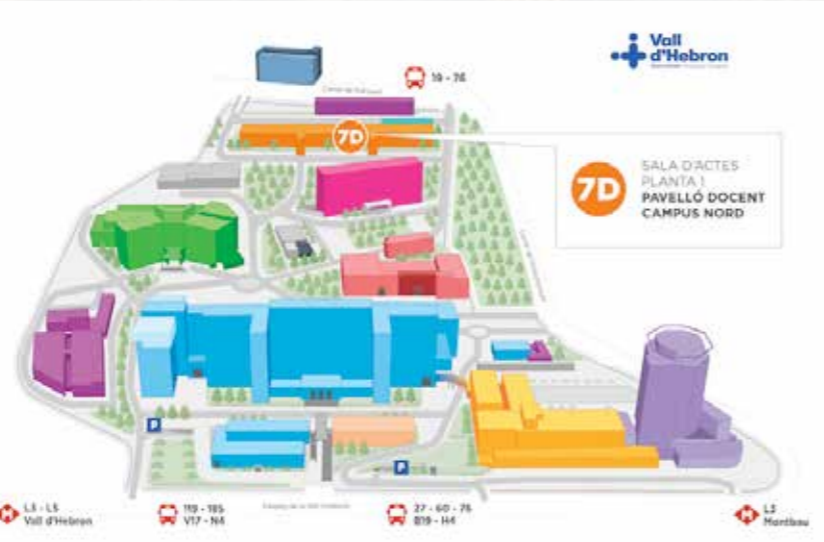 Vall
d'Hebron
19 - 76
7D
7D
SALA D'ACTES
PLANTA 1
PAVELLÓ DOCENT
CAMPUS NORD
P
P
M
L3 - L5
Vall d'Hebron
119 - 185
V17 - N4
27 - 60 - 76
B19 - H4
M
L3
Montbau